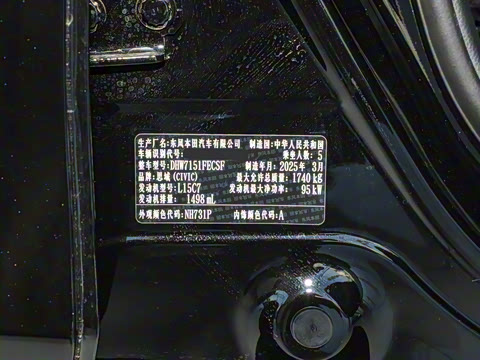 生产厂名:东风本田汽车有限公司 制造国:中华人民共和国
车辆识别代号: 乘坐人数: 5
整车型号:DHW7151FECSF 制造年月: 2025年 3月
品牌:思域(CIVIC) 最大允许总质量: 1740 kg
发动机型号: L15C7 发动机最大净功率: 95 kW
发动机排量: 1498 mL
外观颜色代码: NH731P 内饰颜色代码: A